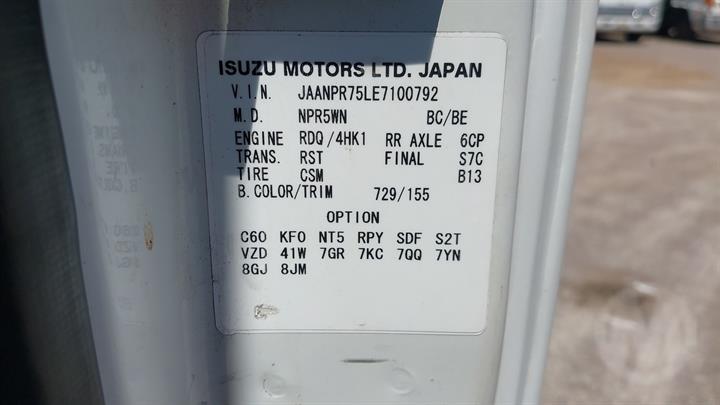 ISUZU MOTORS LTD. JAPAN
V.I.N. JAANPR75LE7100792
M.D. NPR5WN BC/BE
ENGINE RDQ/4HK1 RR AXLE 6CP
TRANS. RST FINAL S7C
TIRE CSM B13
B.COLOR/TRIM 729/155
OPTION
C60 KF0 NT5 RPY SDF S2T
VZD 41W 7GR 7KC 7QQ 7YN
8GJ 8JM